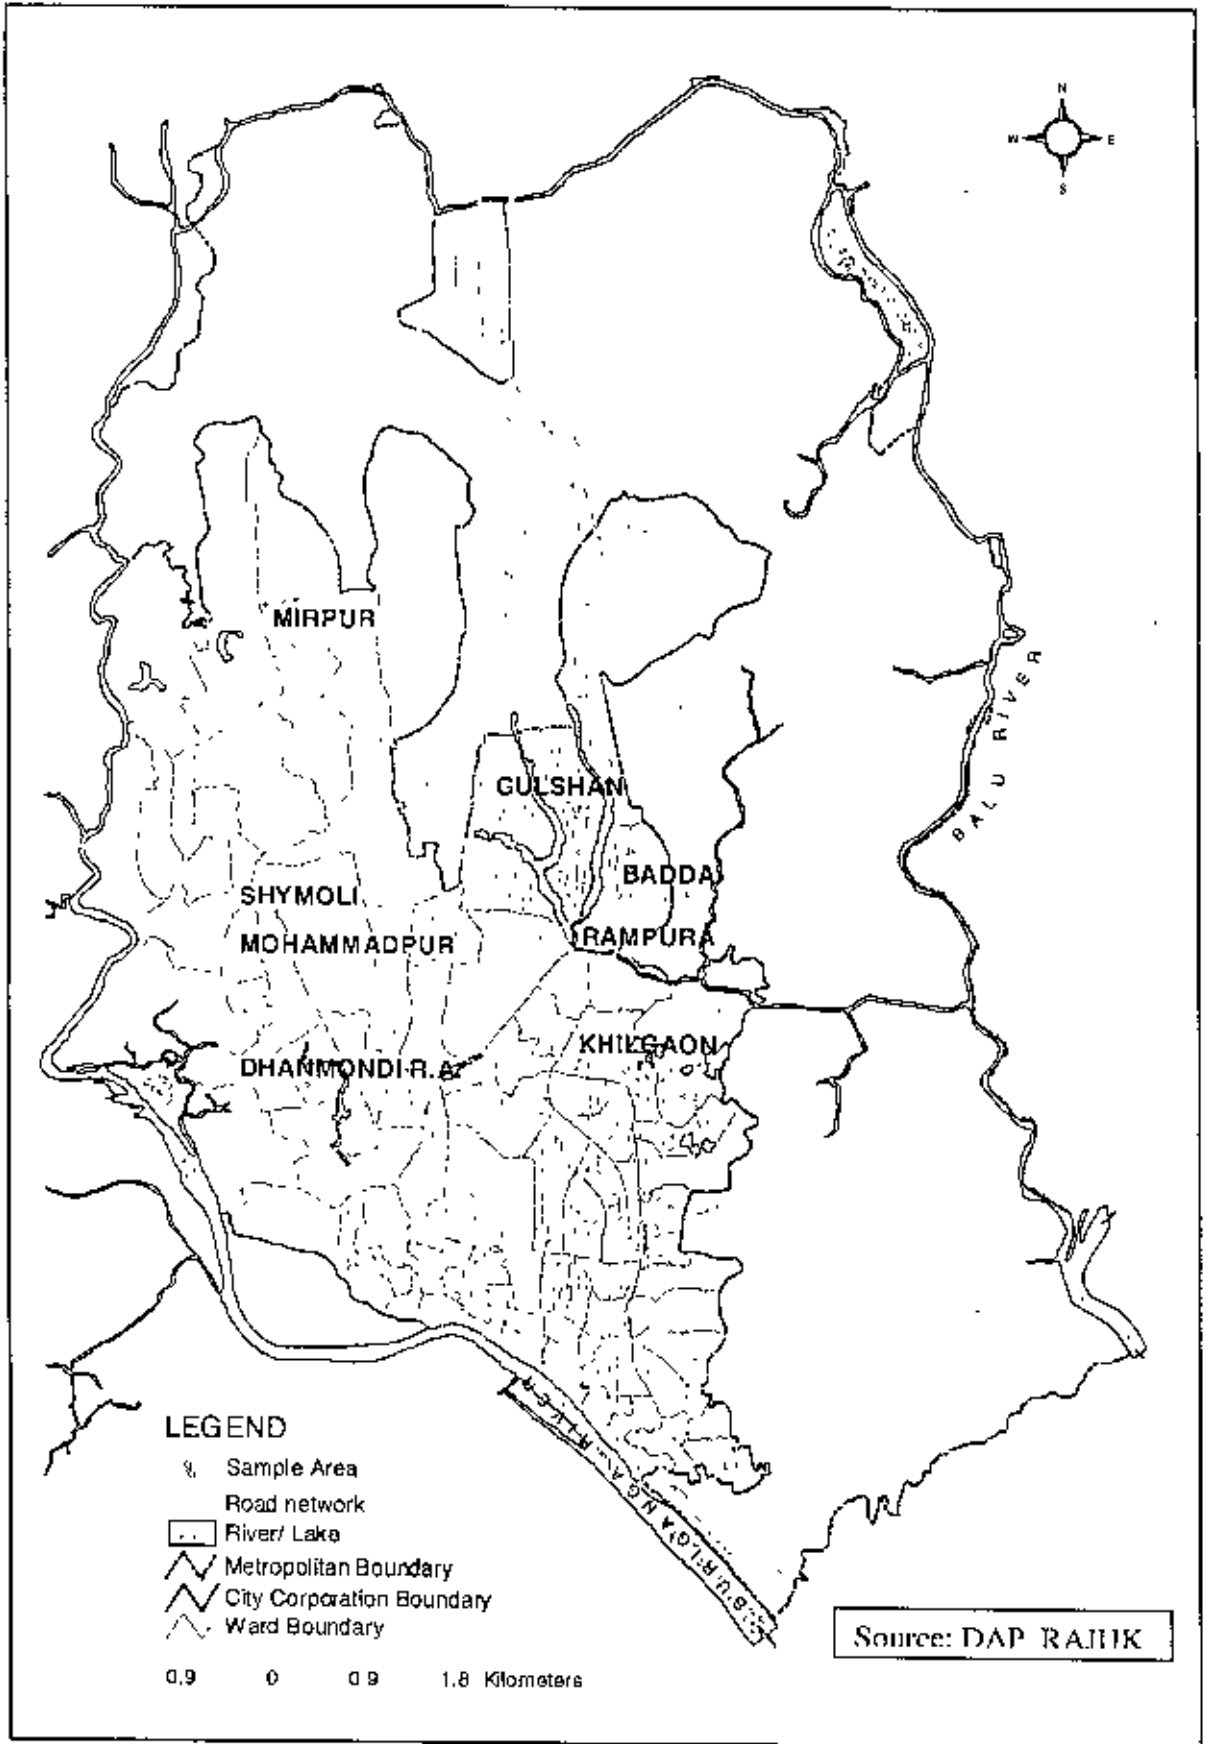 N
W E
S
MIRPUR
BALU RIVER
GULSHAN
BADDA
SHYMOLI
RAMPURA
MOHAMMADPUR
KHILGAON
DHANMONDI R.A
BURIGANGA RIVER
LEGEND
Sample Area
Road network
River/ Lake
Metropolitan Boundary
City Corporation Boundary
Ward Boundary
0.9 0 0.9 1.8 Kilometers
Source: DAP RAJUK